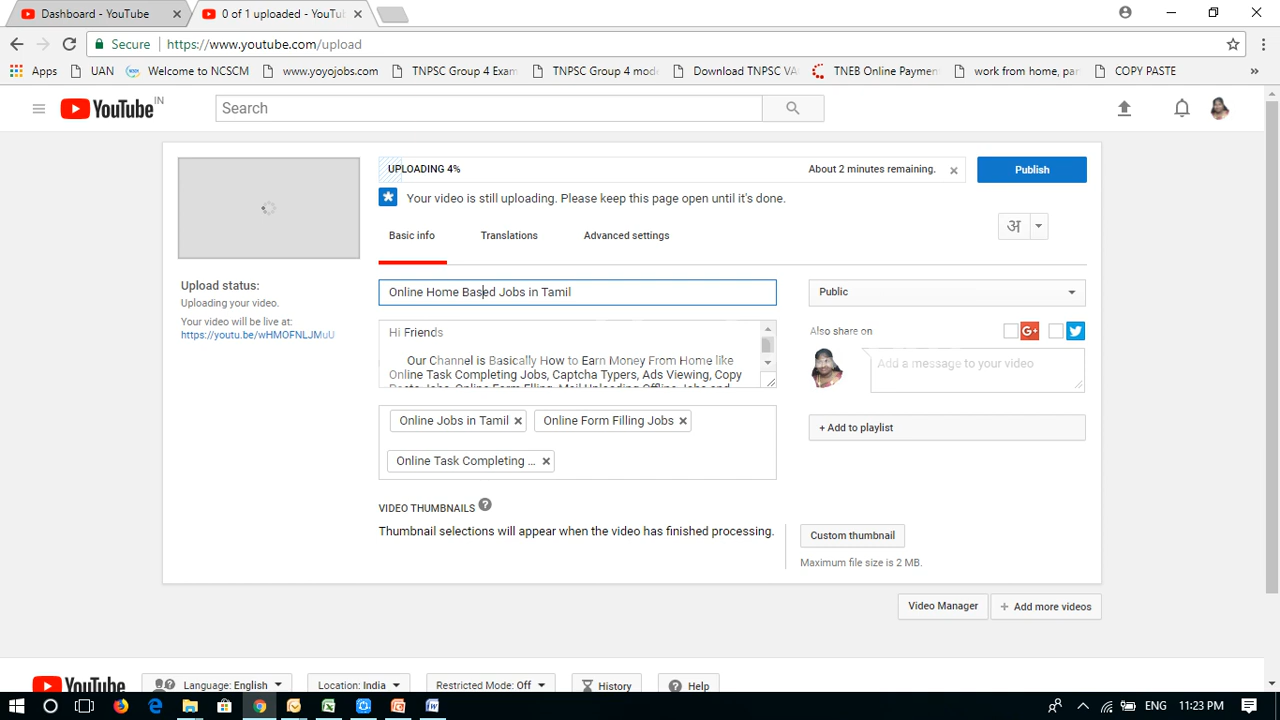 Dashboard - YouTube
0 of 1 uploaded - YouTu
Secure
https://www.youtube.com/upload
Apps
UAN
Welcome to NCSCM
www.yoyojobs.com
TNPSC Group 4 Exam
TNPSC Group 4 mode
Download TNPSC VA
TNEB Online Payment
work from home, pa
COPY PASTE
YouTube IN
Search
UPLOADING 4%
About 2 minutes remaining.
Publish
Your video is still uploading. Please keep this page open until it's done.
Basic info
Translations
Advanced settings
अ
Upload status:
Uploading your video.
Your video will be live at:
https://youtu.be/wHMOFNLJMuU
Online Home Based Jobs in Tamil
Public
Hi Friends
Our Channel is Basically How to Earn Money From Home like
Online Task Completing Jobs, Captcha Typers, Ads Viewing, Copy
Also share on
G+
Add a message to your video
Online Jobs in Tamil
Online Form Filling Jobs
Online Task Completing ...
+ Add to playlist
VIDEO THUMBNAILS ?
Thumbnail selections will appear when the video has finished processing.
Custom thumbnail
Maximum file size is 2 MB.
Video Manager
+ Add more videos
YouTube
Language: English
Location: India
Restricted Mode: Off
History
Help
11:23 PM